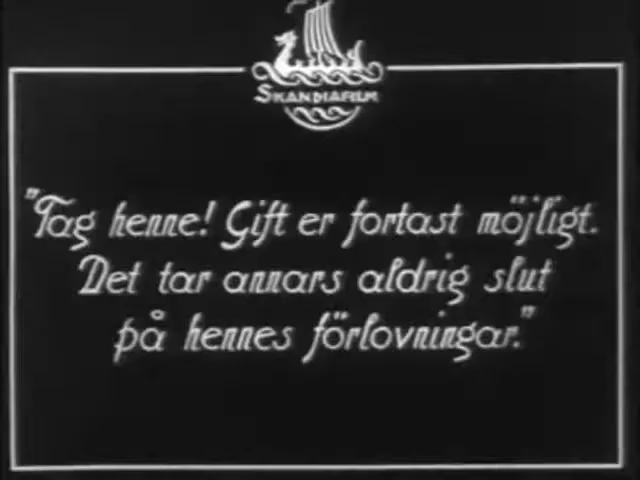 SKANDIAFILM
"Tag henne! Gift er fortast möjligt.
Det tar annars aldrig slut
på hennes förlovningar."